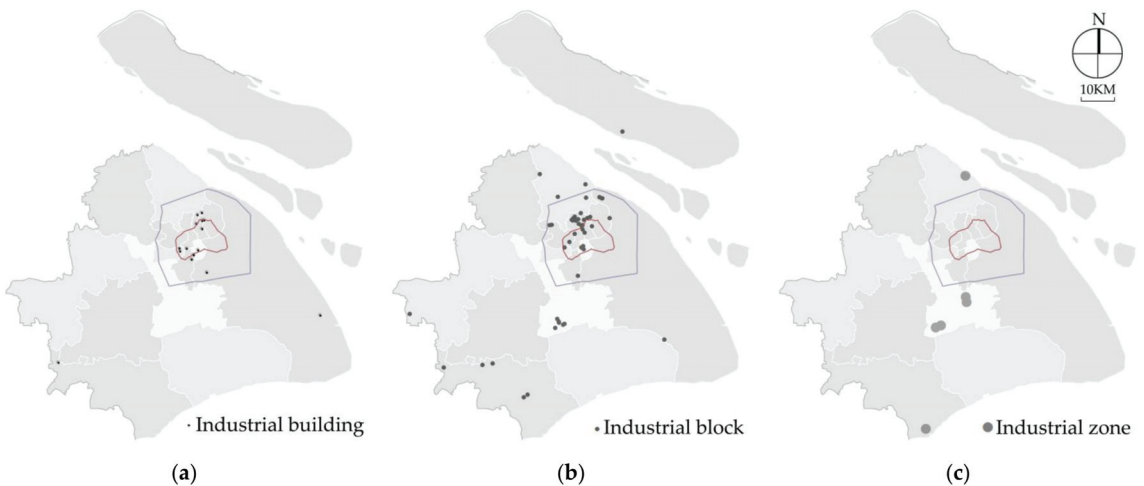 N
10KM
· Industrial building
• Industrial block
● Industrial zone
(a)
(b)
(c)